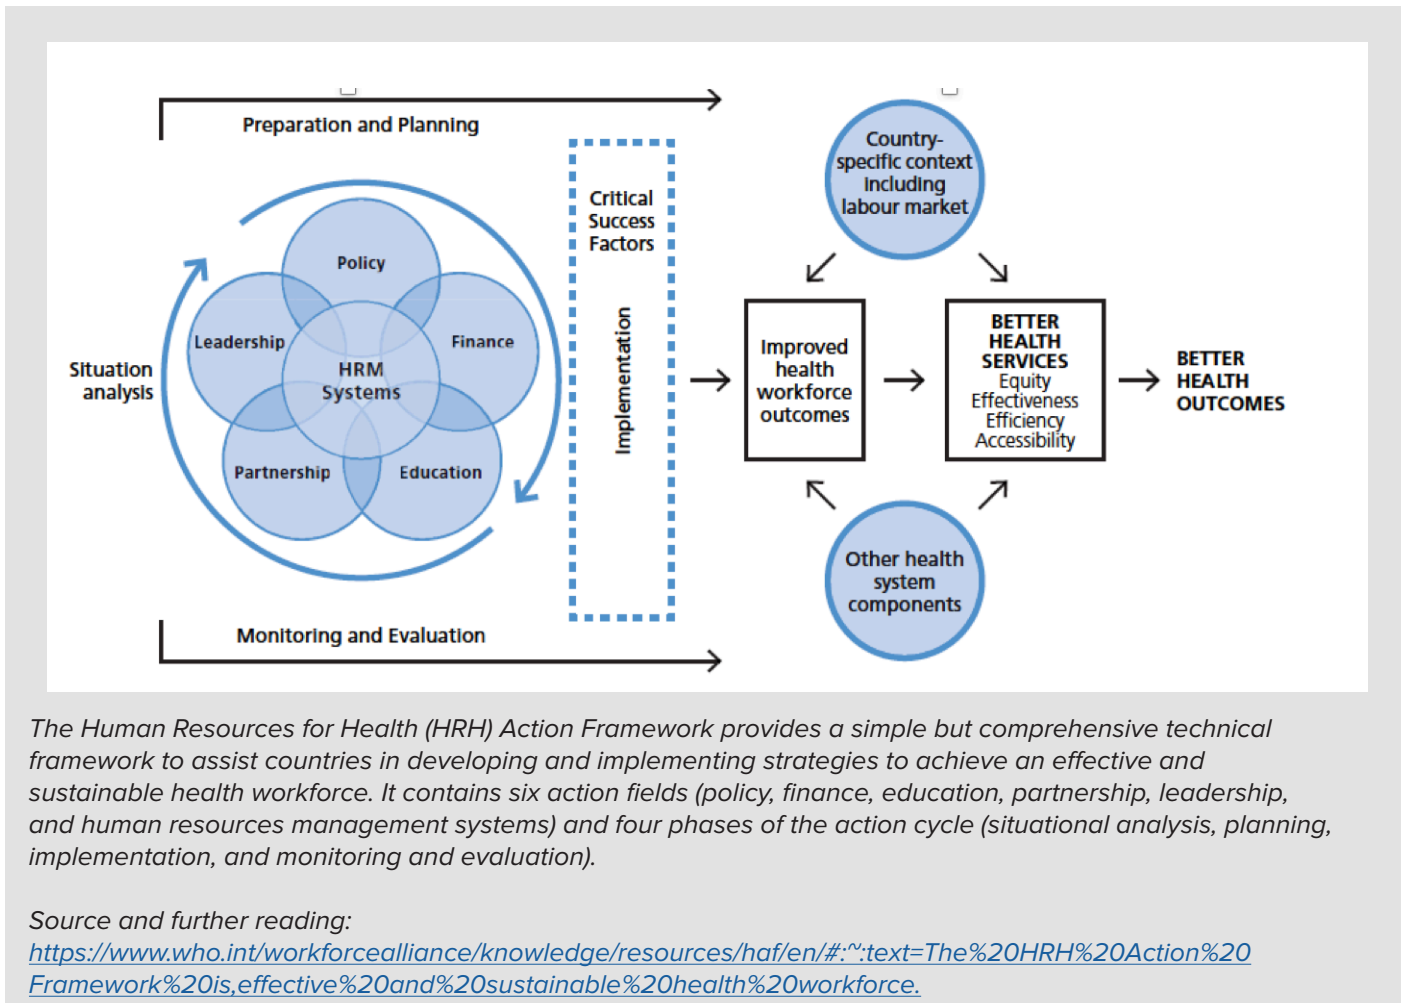 Preparation and Planning
Situation
analysis
Policy
Leadership
Finance
HRM
Systems
Partnership
Education
Monitoring and Evaluation
Critical
Success
Factors
Implementation
Country-
specific context
including
labour market
Improved
health
workforce
outcomes
BETTER
HEALTH
SERVICES
Equity
Effectiveness
Efficiency
Accessibility
BETTER
HEALTH
OUTCOMES
Other health
system
components
The Human Resources for Health (HRH) Action Framework provides a simple but comprehensive technical
framework to assist countries in developing and implementing strategies to achieve an effective and
sustainable health workforce. It contains six action fields (policy, finance, education, partnership, leadership,
and human resources management systems) and four phases of the action cycle (situational analysis, planning,
implementation, and monitoring and evaluation).
Source and further reading:
https://www.who.int/workforcealliance/knowledge/resources/haf/en/#:~:text=The%20HRH%20Action%20
Framework%20is,effective%20and%20sustainable%20health%20workforce.